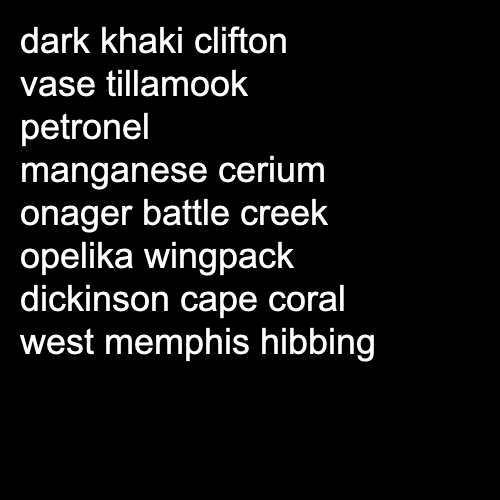 dark khaki clifton
vase tillamook
petronel
manganese cerium
onager battle creek
opelika wingpack
dickinson cape coral
west memphis hibbing